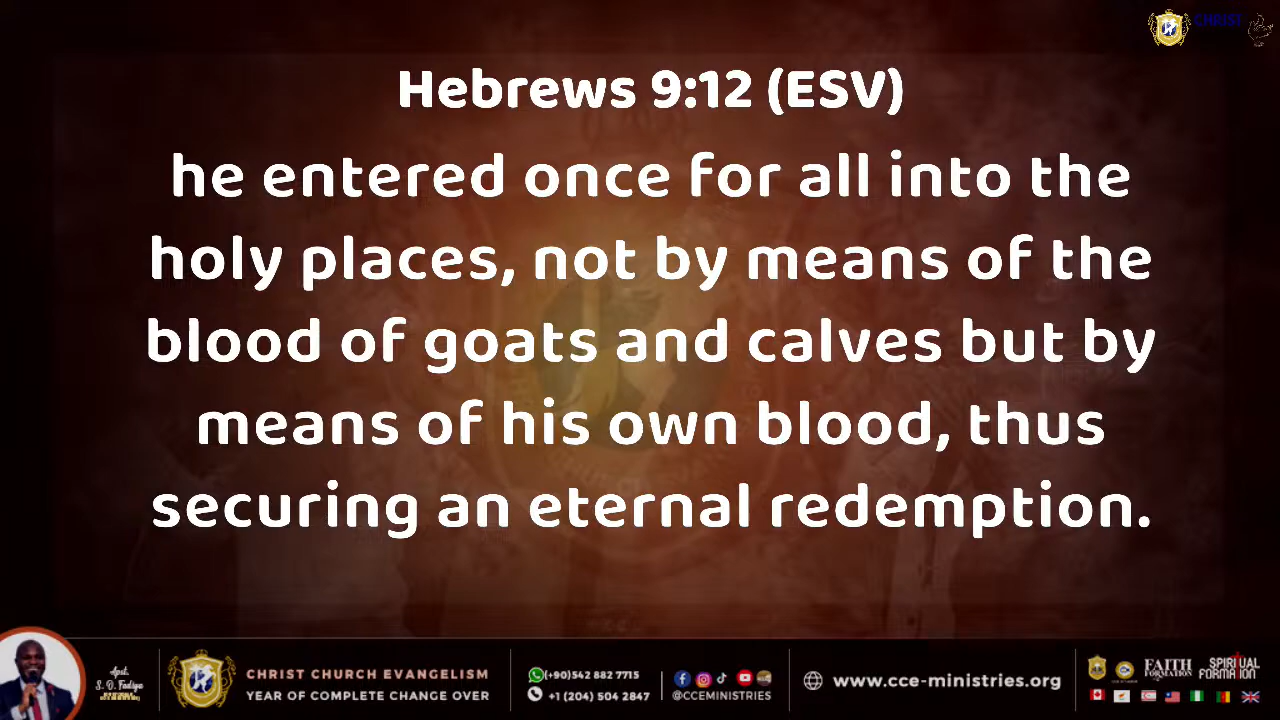 CHRIST
Hebrews 9:12 (ESV)
he entered once for all into the
holy places, not by means of the
blood of goats and calves but by
means of his own blood, thus
securing an eternal redemption.
Apst.
S. O. Fadiya
CHRIST CHURCH EVANGELISM
YEAR OF COMPLETE CHANGE OVER
(+90)542 882 7715
+1 (204) 504 2847
@CCEMINISTRIES
www.cce-ministries.org
FAITH
FORMATION
SPIRITUAL
FORMATION